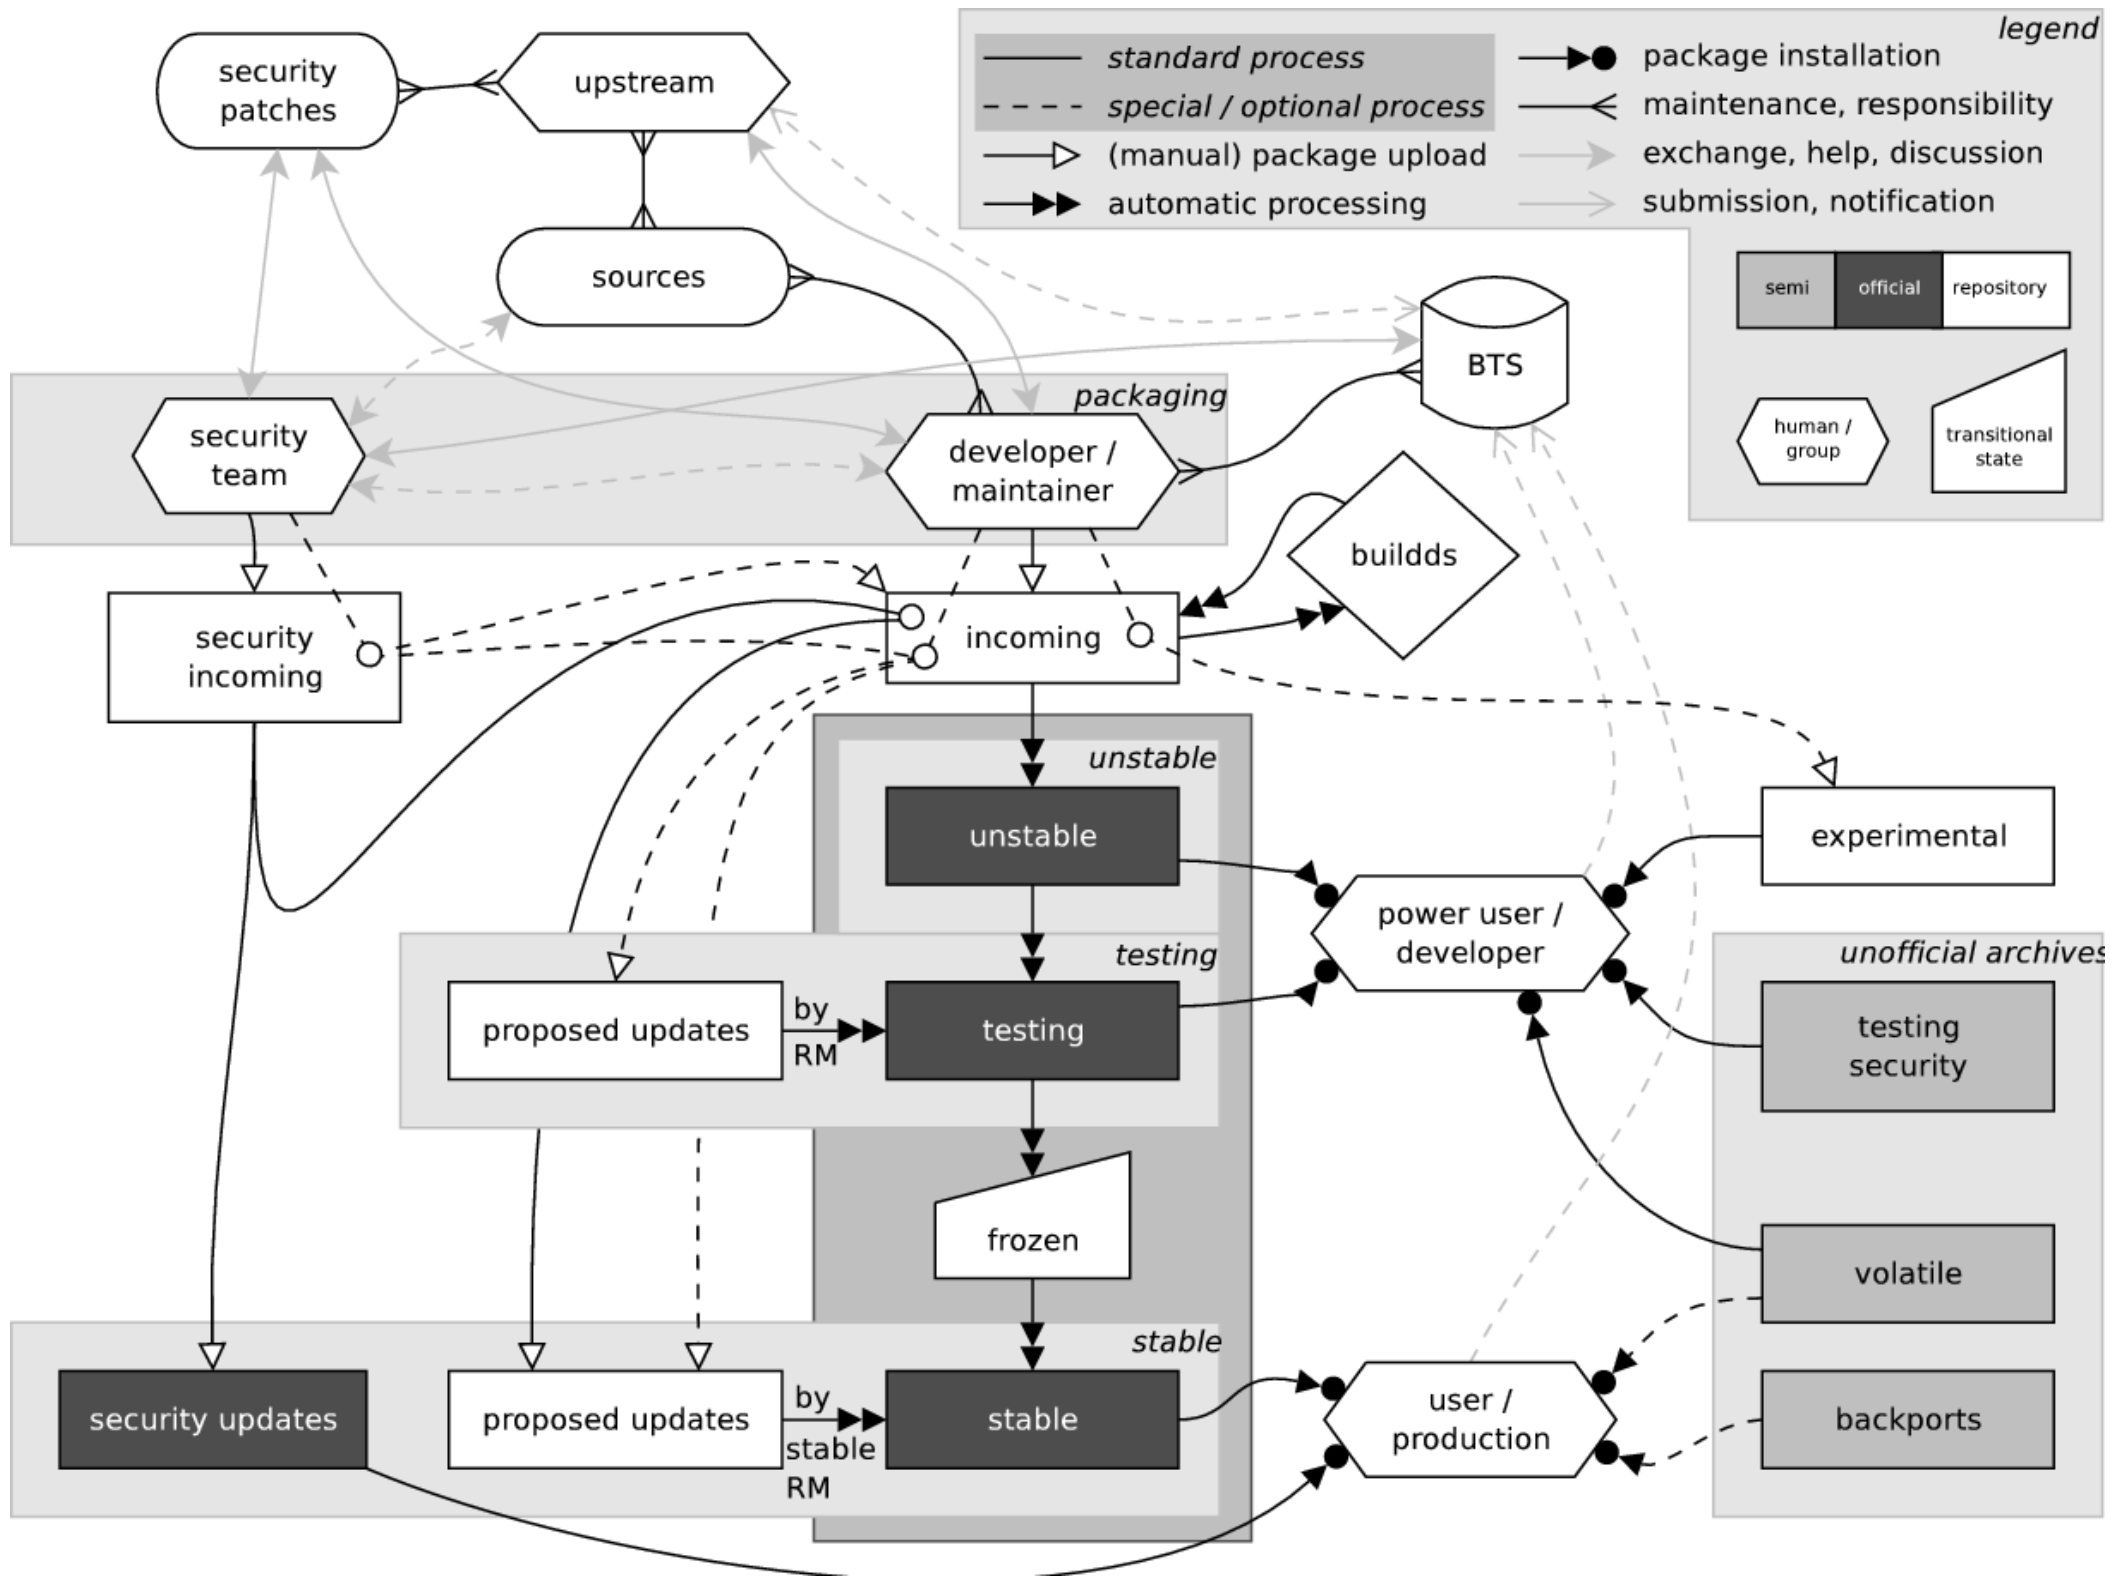 legend
standard process
special / optional process
(manual) package upload
automatic processing
package installation
maintenance, responsibility
exchange, help, discussion
submission, notification
semi
official
repository
human /
group
transitional
state
security
patches
upstream
sources
BTS
packaging
security
team
developer /
maintainer
buildds
security
incoming
incoming
unstable
unstable
experimental
power user /
developer
testing
proposed updates
by
RM
testing
unofficial archives
testing
security
frozen
volatile
stable
security updates
proposed updates
by
stable
RM
stable
user /
production
backports